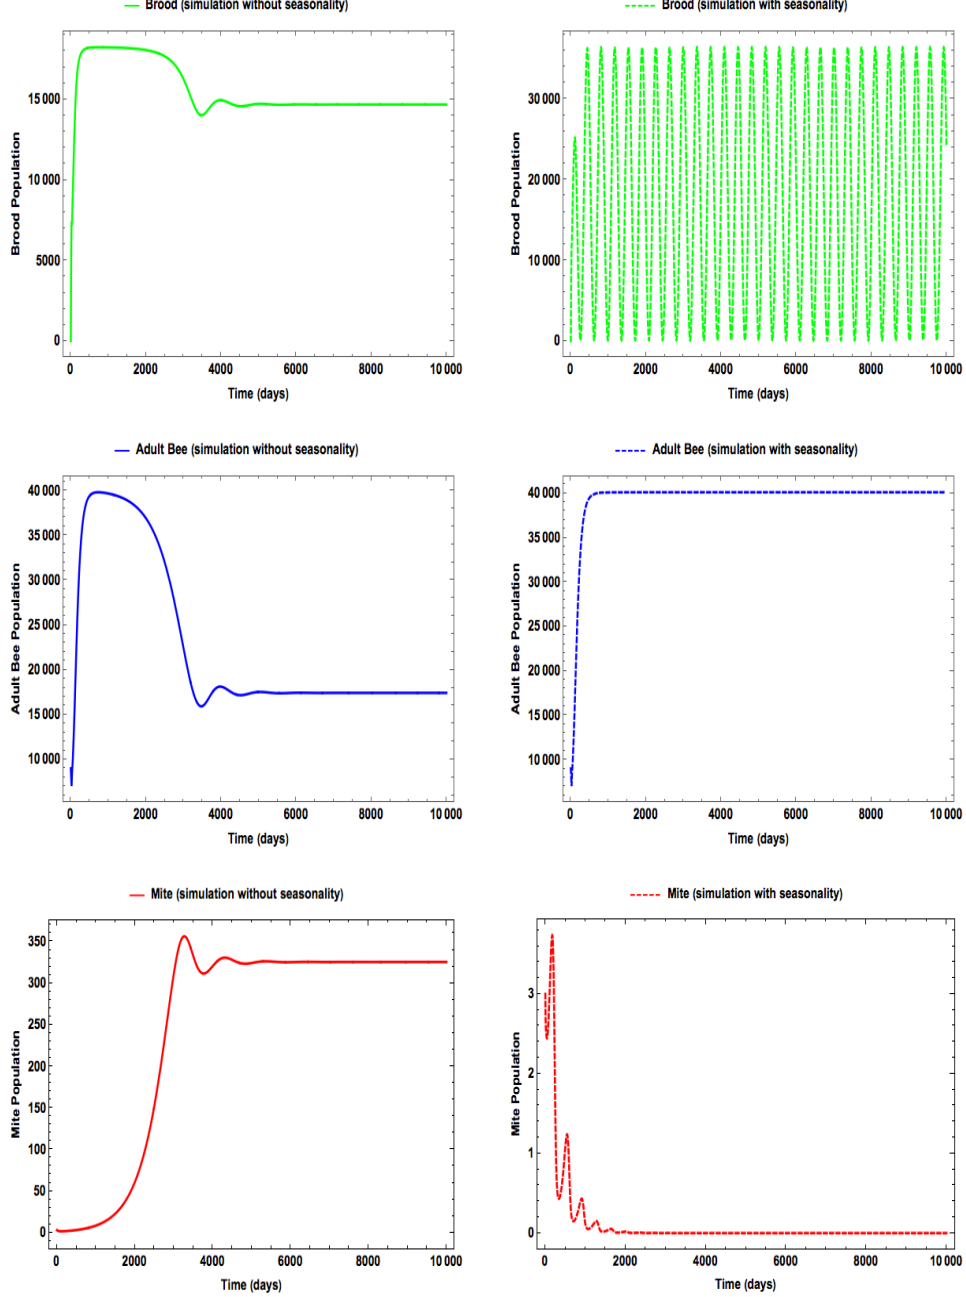 Brood (simulation without seasonality)
Brood (simulation with seasonality)
15 000
10 000
5000
0
Brood Population
0 2000 4000 6000 8000 10 000
Time (days)
30 000
20 000
10 000
0
Brood Population
0 2000 4000 6000 8000 10 000
Time (days)
Adult Bee (simulation without seasonality)
Adult Bee (simulation with seasonality)
40 000
35 000
30 000
25 000
20 000
15 000
10 000
Adult Bee Population
0 2000 4000 6000 8000 10 000
Time (days)
40 000
35 000
30 000
25 000
20 000
15 000
10 000
Adult Bee Population
0 2000 4000 6000 8000 10 000
Time (days)
Mite (simulation without seasonality)
Mite (simulation with seasonality)
350
300
250
200
150
100
50
0
Mite Population
0 2000 4000 6000 8000 10 000
Time (days)
3
2
1
0
Mite Population
0 2000 4000 6000 8000 10 000
Time (days)